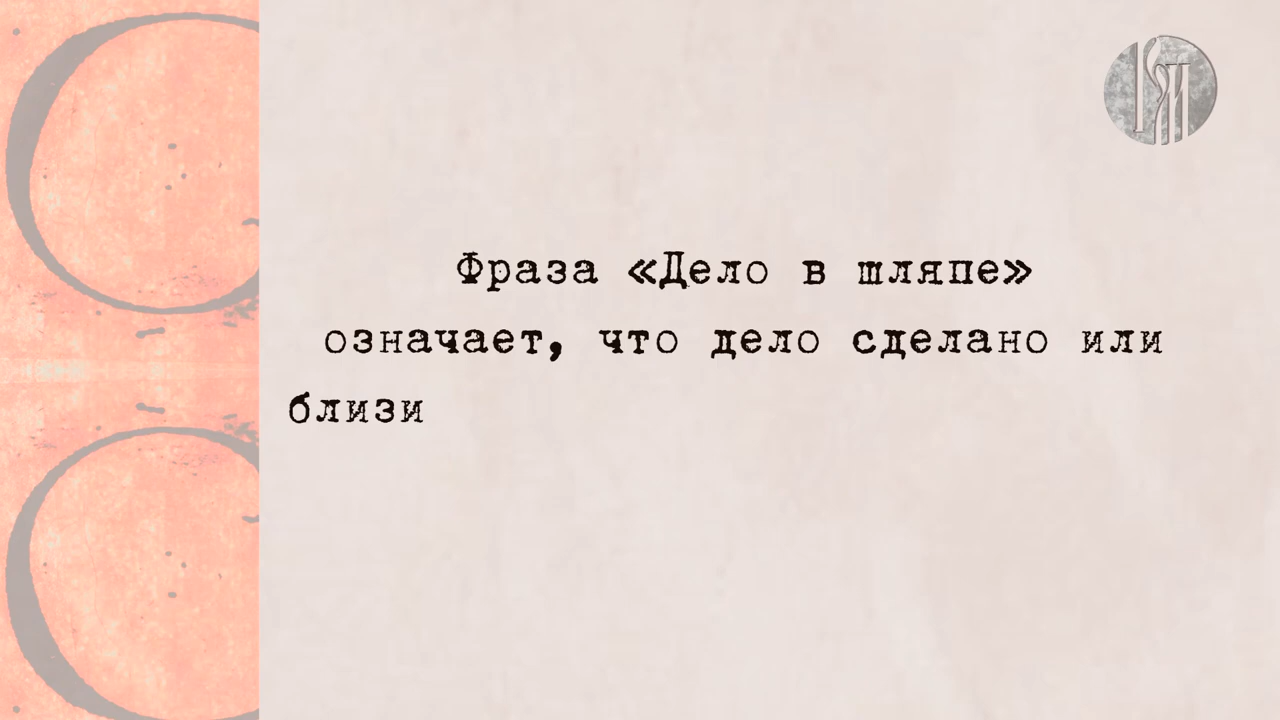 Фраза «Дело в шляпе»
означает, что дело сделано или
близи